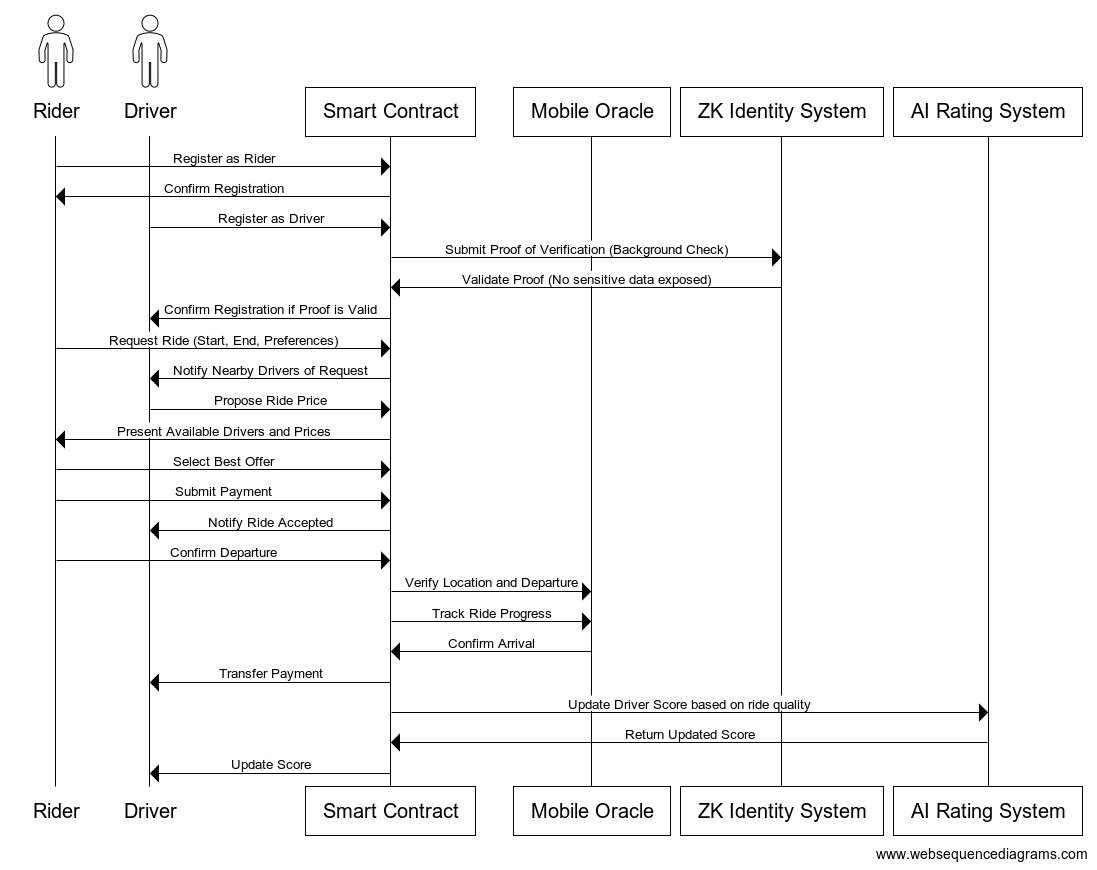 Rider
Driver
Smart Contract
Mobile Oracle
ZK Identity System
AI Rating System
Register as Rider
Confirm Registration
Register as Driver
Submit Proof of Verification (Background Check)
Validate Proof (No sensitive data exposed)
Confirm Registration if Proof is Valid
Request Ride (Start, End, Preferences)
Notify Nearby Drivers of Request
Propose Ride Price
Present Available Drivers and Prices
Select Best Offer
Submit Payment
Notify Ride Accepted
Confirm Departure
Verify Location and Departure
Track Ride Progress
Confirm Arrival
Transfer Payment
Update Driver Score based on ride quality
Return Updated Score
Update Score
Rider
Driver
Smart Contract
Mobile Oracle
ZK Identity System
AI Rating System
www.websequencediagrams.com